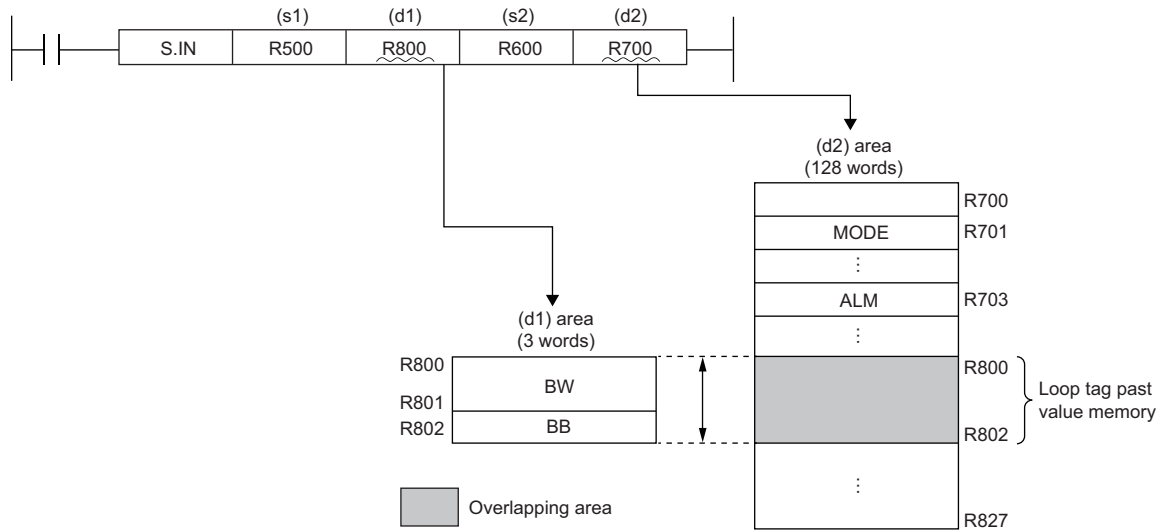 (s1) (d1) (s2) (d2)
S.IN R500 R800 R600 R700
(d2) area
(128 words)
R700
MODE R701
⋮
ALM R703
⋮
(d1) area
(3 words)
R800 BW R800
R801
R802 BB R802
Loop tag past
value memory
⋮
R827
Overlapping area